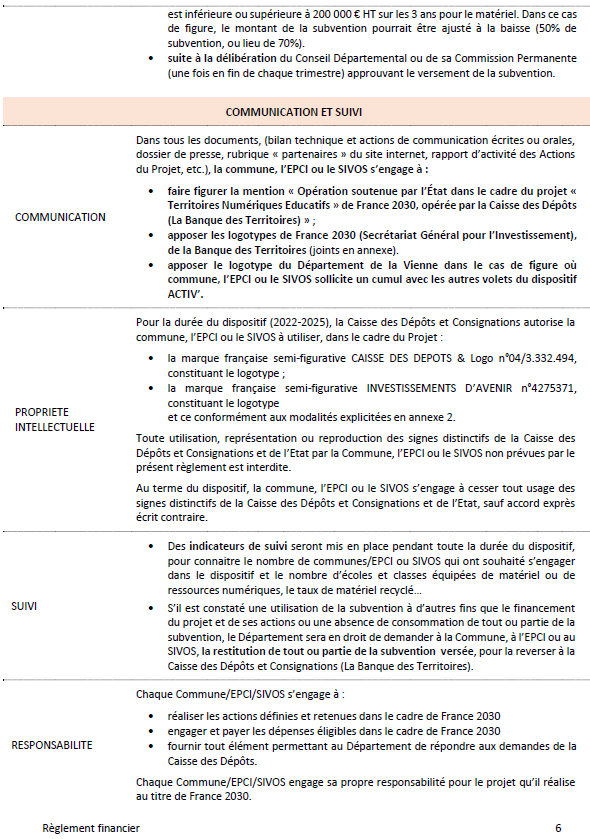 est inférieure ou supérieure à 200 000 € HT sur les 3 ans pour le matériel. Dans ce cas
de figure, le montant de la subvention pourrait être ajusté à la baisse (50% de
subvention, ou lieu de 70%).
• suite à la délibération du Conseil Départemental ou de sa Commission Permanente
(une fois en fin de chaque trimestre) approuvant le versement de la subvention.
COMMUNICATION ET SUIVI
COMMUNICATION
Dans tous les documents, (bilan technique et actions de communication écrites ou orales,
dossier de presse, rubrique « partenaires » du site internet, rapport d'activité des Actions
du Projet, etc.), la commune, l'EPCI ou le SIVOS s'engage à :
• faire figurer la mention « Opération soutenue par l'État dans le cadre du projet «
Territoires Numériques Educatifs » de France 2030, opérée par la Caisse des Dépôts
(La Banque des Territoires) » ;
• apposer les logotypes de France 2030 (Secrétariat Général pour l'Investissement),
de la Banque des Territoires (joints en annexe).
• apposer le logotype du Département de la Vienne dans le cas de figure où
commune, l'EPCI ou le SIVOS sollicite un cumul avec les autres volets du dispositif
ACTIV'.
PROPRIETE
INTELLECTUELLE
Pour la durée du dispositif (2022-2025), la Caisse des Dépôts et Consignations autorise la
commune, l'EPCI ou le SIVOS à utiliser, dans le cadre du Projet :
• la marque française semi-figurative CAISSE DES DEPOTS & Logo n°04/3.332.494,
constituant le logotype ;
• la marque française semi-figurative INVESTISSEMENTS D'AVENIR n°4275371,
constituant le logotype
et ce conformément aux modalités explicitées en annexe 2.
Toute utilisation, représentation ou reproduction des signes distinctifs de la Caisse des
Dépôts et Consignations et de l'Etat par la Commune, l'EPCI ou le SIVOS non prévues par le
présent règlement est interdite.
Au terme du dispositif, la commune, l'EPCI ou le SIVOS s'engage à cesser tout usage des
signes distinctifs de la Caisse des Dépôts et Consignations et de l'Etat, sauf accord exprès
écrit contraire.
SUIVI
• Des indicateurs de suivi seront mis en place pendant toute la durée du dispositif,
pour connaitre le nombre de communes/EPCI ou SIVOS qui ont souhaité s'engager
dans le dispositif et le nombre d'écoles et classes équipées de matériel ou de
ressources numériques, le taux de matériel recyclé...
• S'il est constaté une utilisation de la subvention à d'autres fins que le financement
du projet et de ses actions ou une absence de consommation de tout ou partie de la
subvention, le Département sera en droit de demander à la Commune, à l'EPCI ou au
SIVOS, la restitution de tout ou partie de la subvention versée, pour la reverser à la
Caisse des Dépôts et Consignations (La Banque des Territoires).
RESPONSABILITE
Chaque Commune/EPCI/SIVOS s'engage à :
• réaliser les actions définies et retenues dans le cadre de France 2030
• engager et payer les dépenses éligibles dans le cadre de France 2030
• fournir tout élément permettant au Département de répondre aux demandes de la
Caisse des Dépôts.
Chaque Commune/EPCI/SIVOS engage sa propre responsabilité pour le projet qu'il réalise
au titre de France 2030.
Règlement financier 6